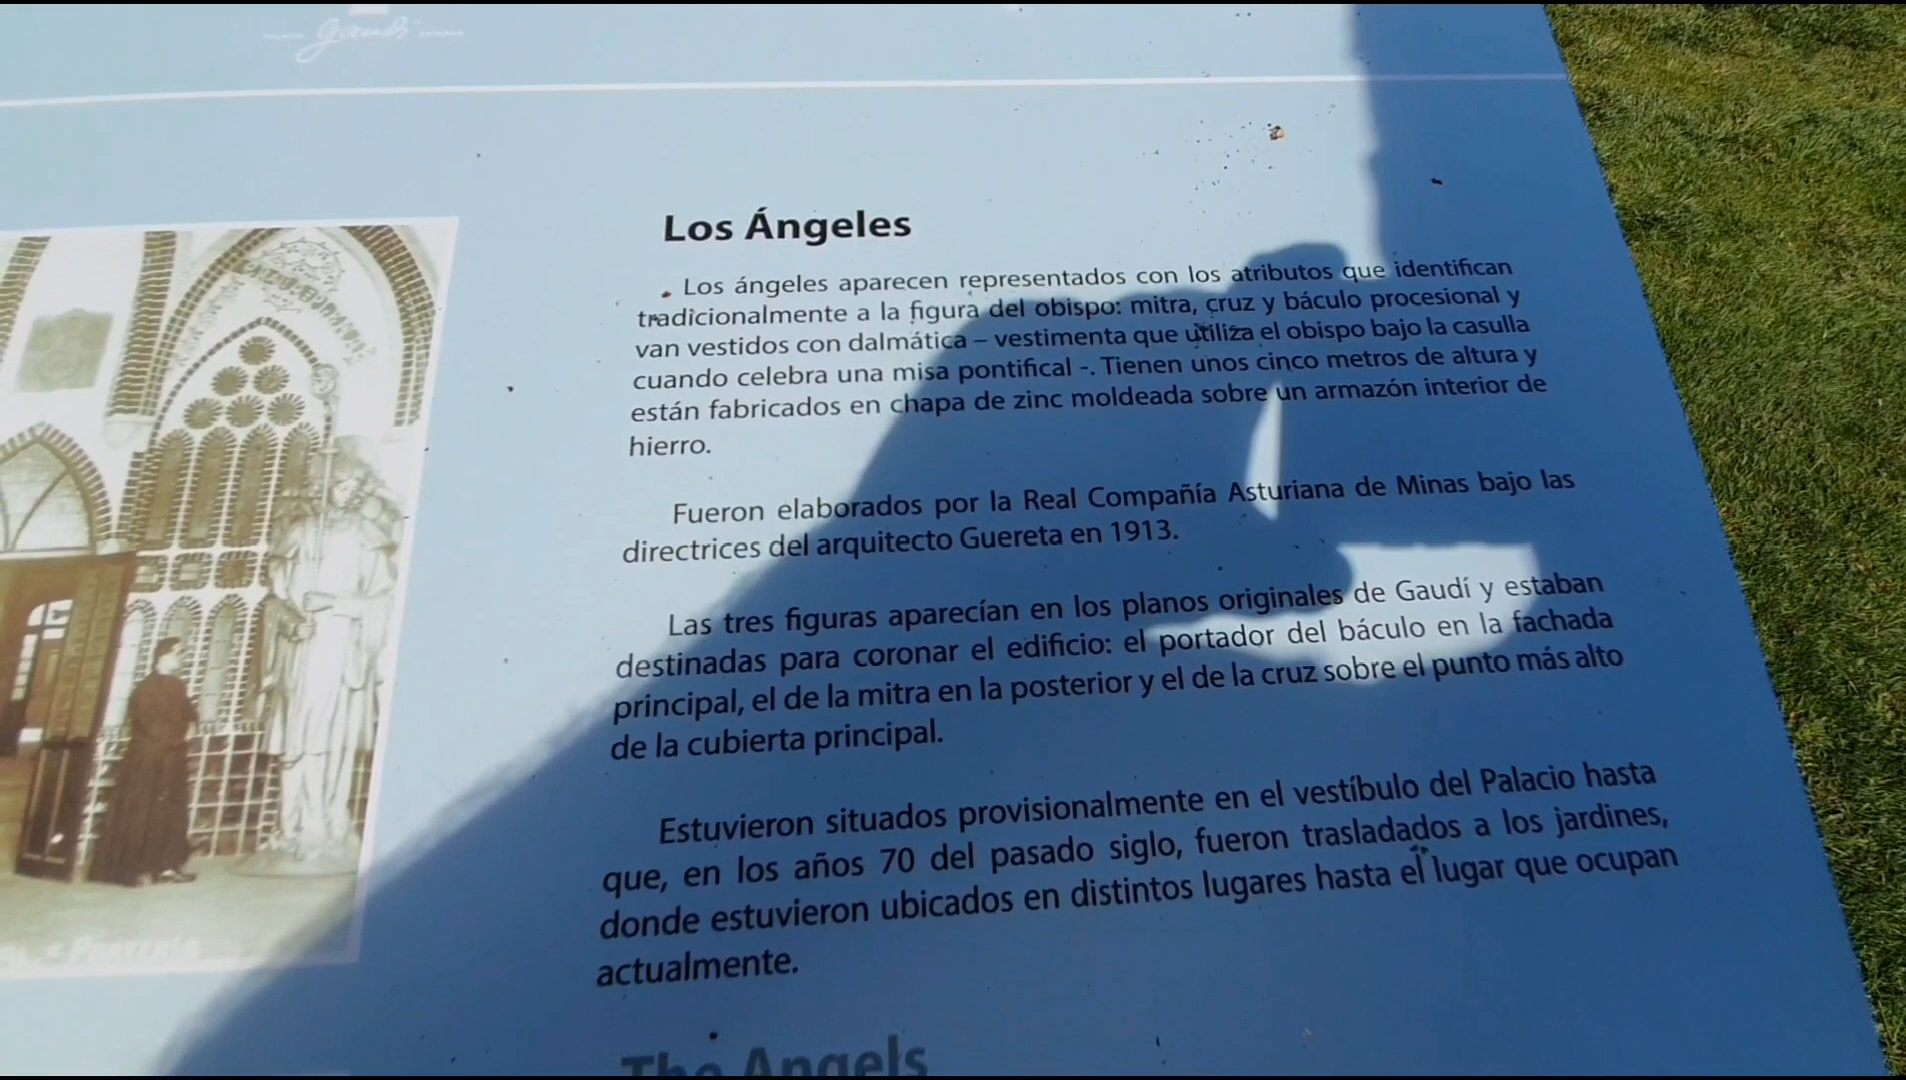 Gaudí
Los Ángeles
Los ángeles aparecen representados con los atributos que identifican
tradicionalmente a la figura del obispo: mitra, cruz y báculo procesional y
van vestidos con dalmática – vestimenta que utiliza el obispo bajo la casulla
cuando celebra una misa pontifical -. Tienen unos cinco metros de altura y
están fabricados en chapa de zinc moldeada sobre un armazón interior de
hierro.
Fueron elaborados por la Real Compañía Asturiana de Minas bajo las
directrices del arquitecto Guereta en 1913.
Las tres figuras aparecían en los planos originales de Gaudí y estaban
destinadas para coronar el edificio: el portador del báculo en la fachada
principal, el de la mitra en la posterior y el de la cruz sobre el punto más alto
de la cubierta principal.
Estuvieron situados provisionalmente en el vestíbulo del Palacio hasta
que, en los años 70 del pasado siglo, fueron trasladados a los jardines,
donde estuvieron ubicados en distintos lugares hasta el lugar que ocupan
actualmente.
The Angels